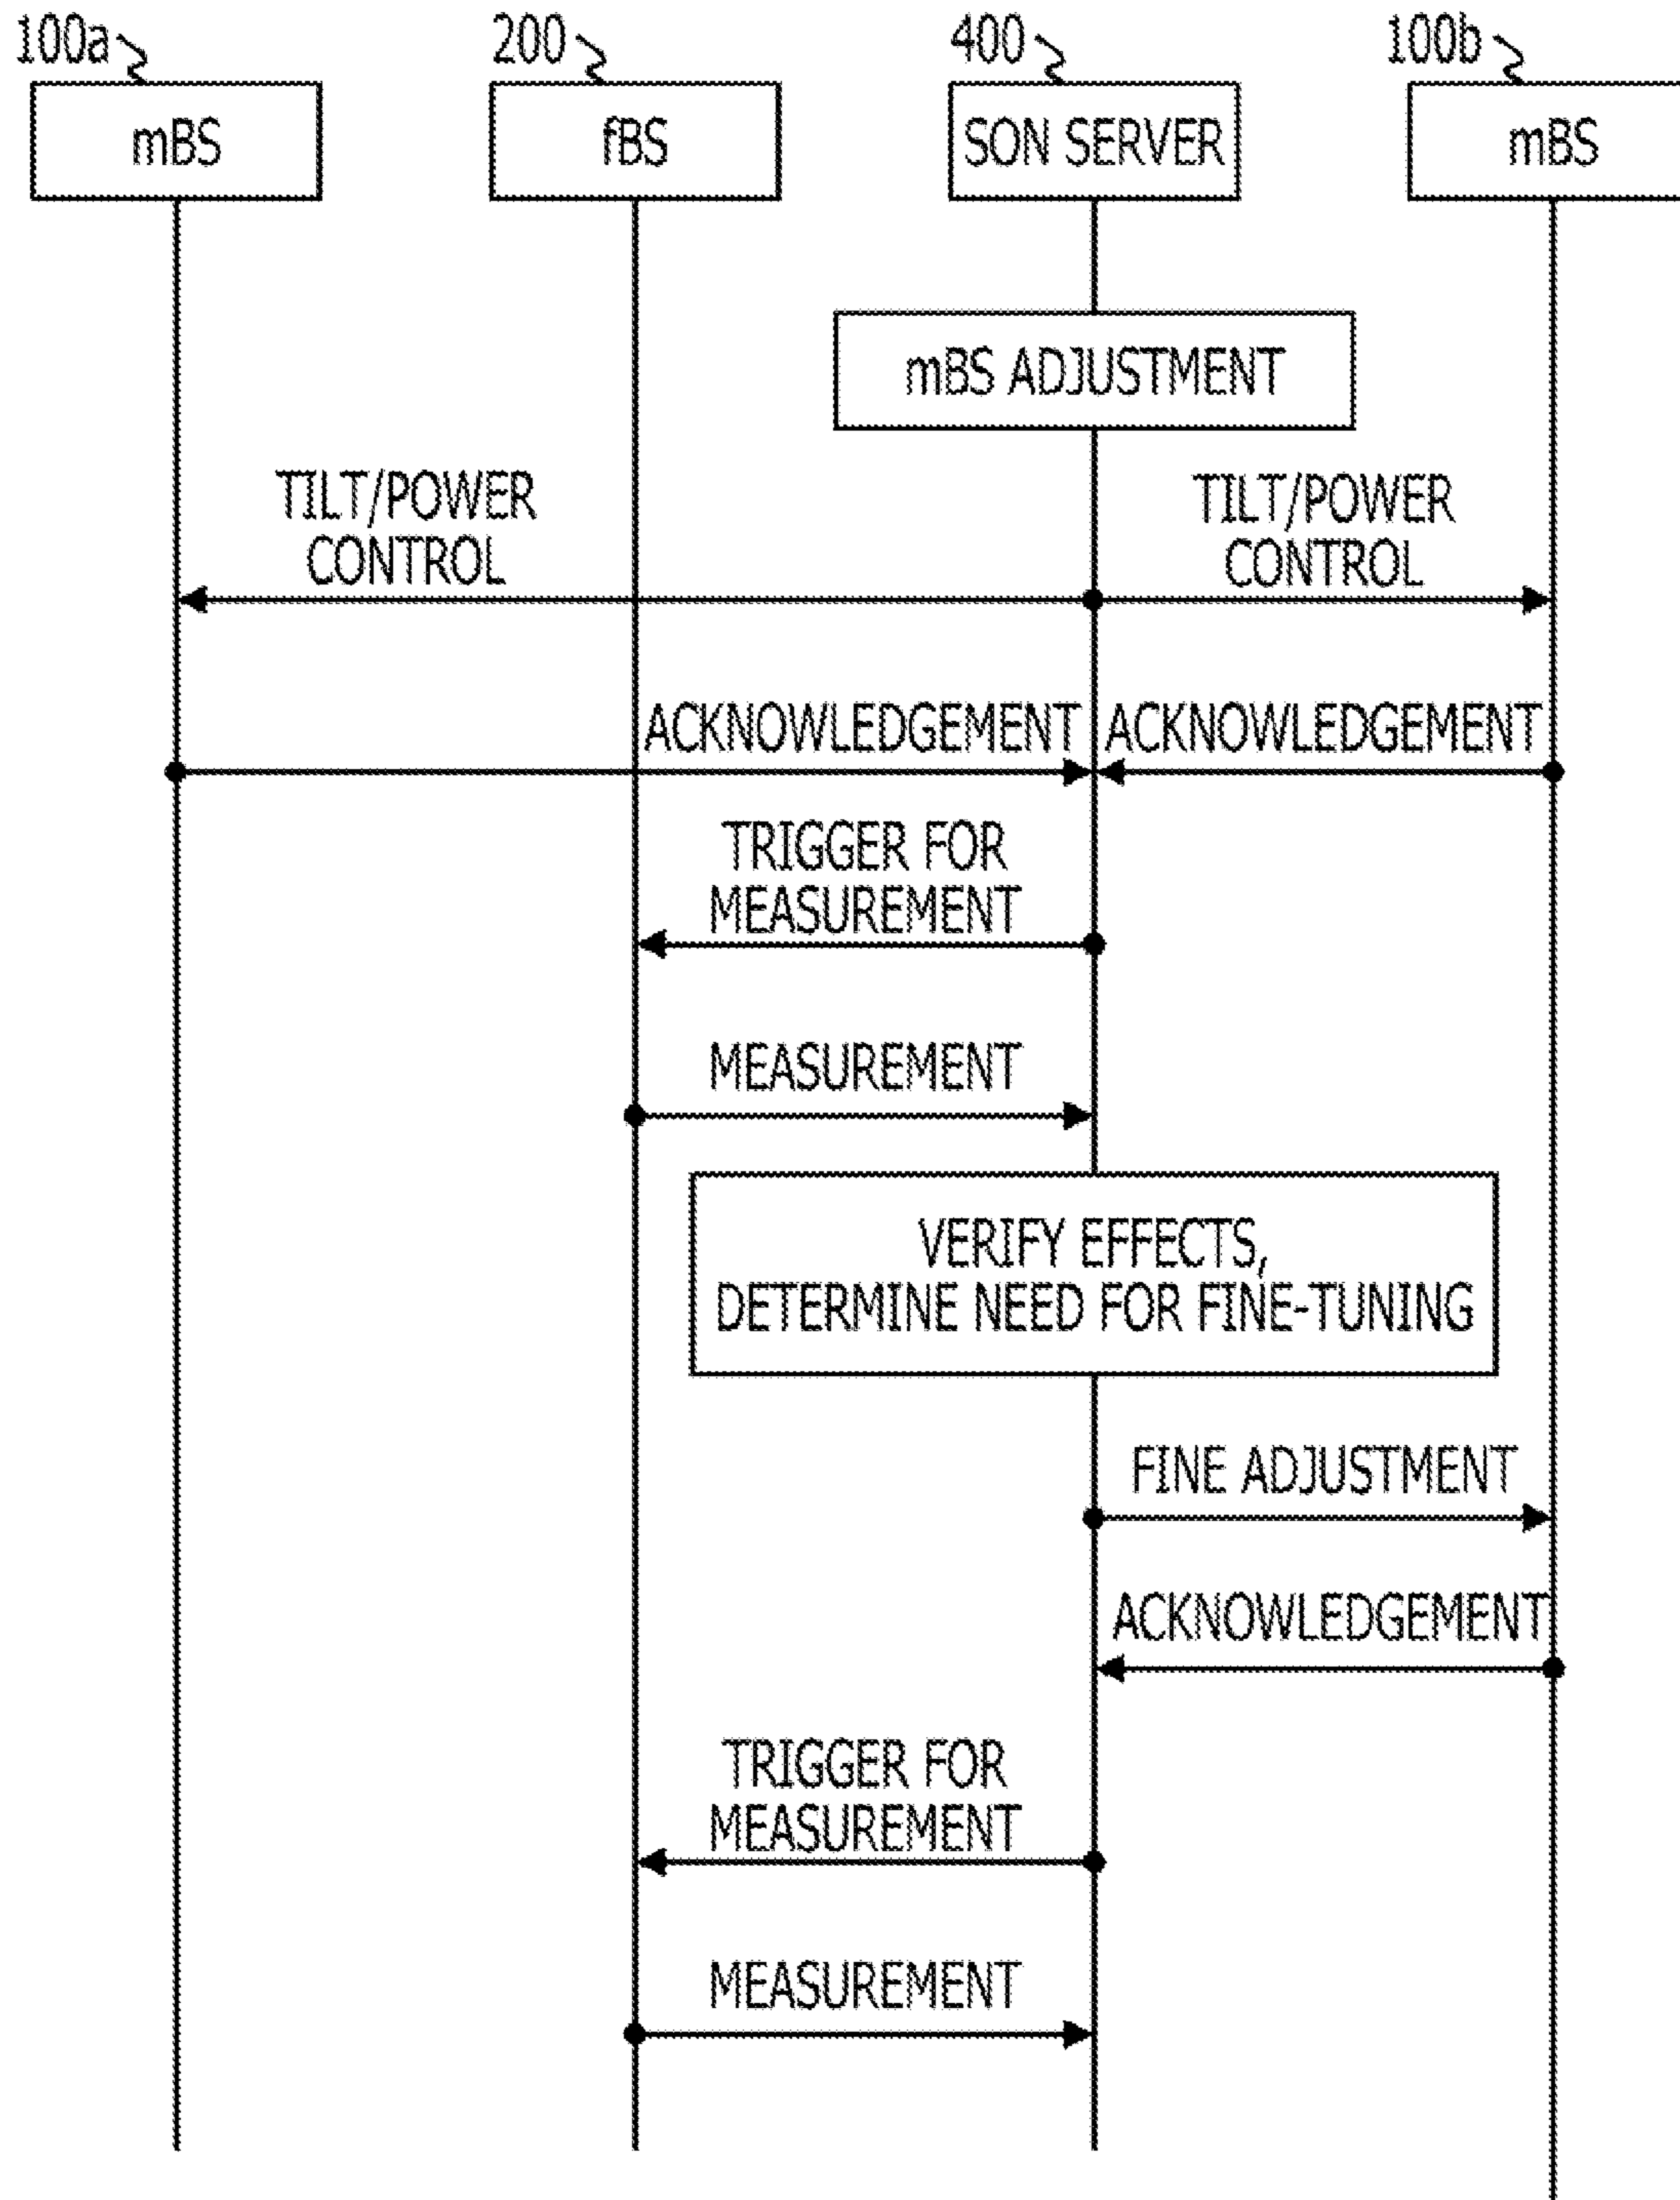 100a
200
400
100b
mBS
fBS
SON SERVER
mBS
mBS ADJUSTMENT
TILT/POWER
CONTROL
TILT/POWER
CONTROL
ACKNOWLEDGEMENT
ACKNOWLEDGEMENT
TRIGGER FOR
MEASUREMENT
MEASUREMENT
VERIFY EFFECTS,
DETERMINE NEED FOR FINE-TUNING
FINE ADJUSTMENT
ACKNOWLEDGEMENT
TRIGGER FOR
MEASUREMENT
MEASUREMENT